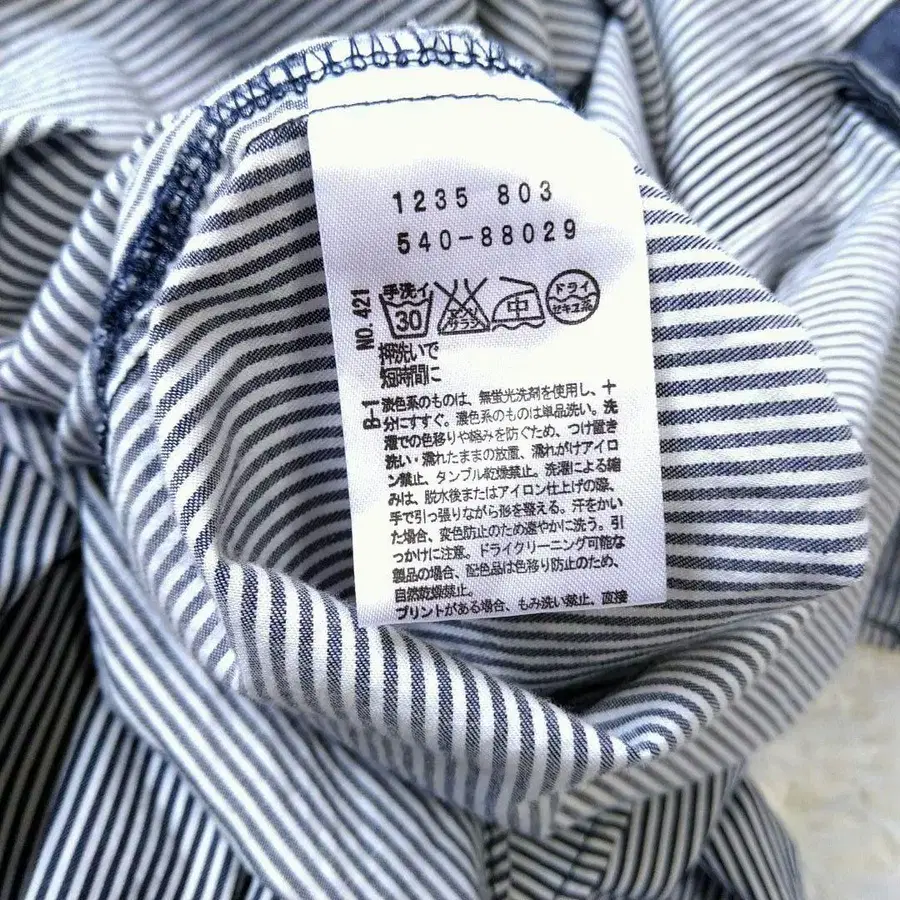 1235 803
540-88029
NO. 421
手洗イ
30
サラシ
中
ドライ
セキユ系
押洗いで
短時間に
B-1
淡色系のものは、無蛍光洗剤を使用し、十
分にすすぐ。濃色系のものは単品洗い。洗
濯での色移りや縮みを防ぐため、つけ置き
洗い・濡れたままの放置、濡れがけアイロ
ン禁止、タンブル乾燥禁止。洗濯による縮
みは、脱水後またはアイロン仕上げの際、
手で引っ張りながら形を整える。汗をかい
た場合、変色防止のため速やかに洗う。引
っかけに注意。ドライクリーニング可能な
製品の場合、配色品は色移り防止のため、
自然乾燥禁止。
プリントがある場合、もみ洗い禁止、直接